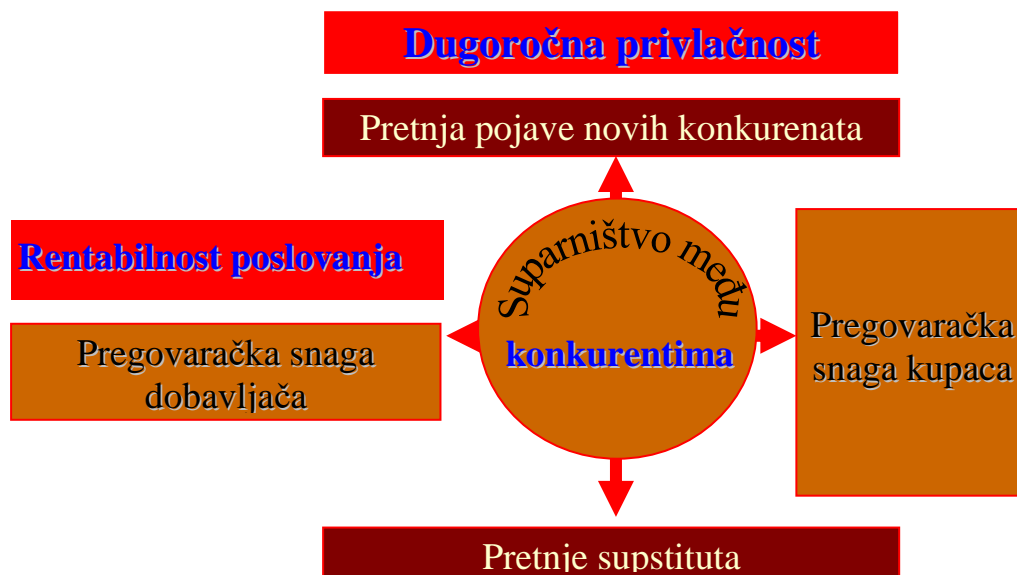 Dugoročna privlačnost
Pretnja pojave novih konkurenata
Rentabilnost poslovanja
Suparništvo među
konkurentima
Pregovaračka snaga
dobavljača
Pregovaračka
snaga kupaca
Pretnje supstituta